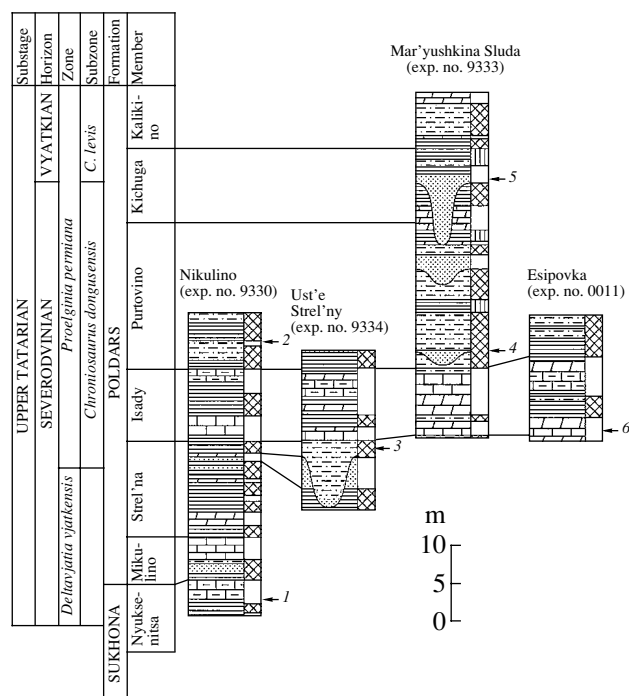 Substage
Horizon
Zone
Subzone
Formation
Member
UPPER TATARIAN
SEVERODVINIAN
VYATKIAN
Deltavjatia vjatkensis
Proelginia permiana
Chroniosaurus dongusensis
C. levis
SUKHONA
POLDARS
Kaliki-
no
Kichuga
Purtovino
Isady
Strel'na
Miku-
lino
Nyukse-
nitsa
Nikulino
(exp. no. 9330)
Ust'e
Strel'ny
(exp. no. 9334)
Mar'yushkina Sluda
(exp. no. 9333)
Esipovka
(exp. no. 0011)
1
2
3
4
5
6
m
10
5
0